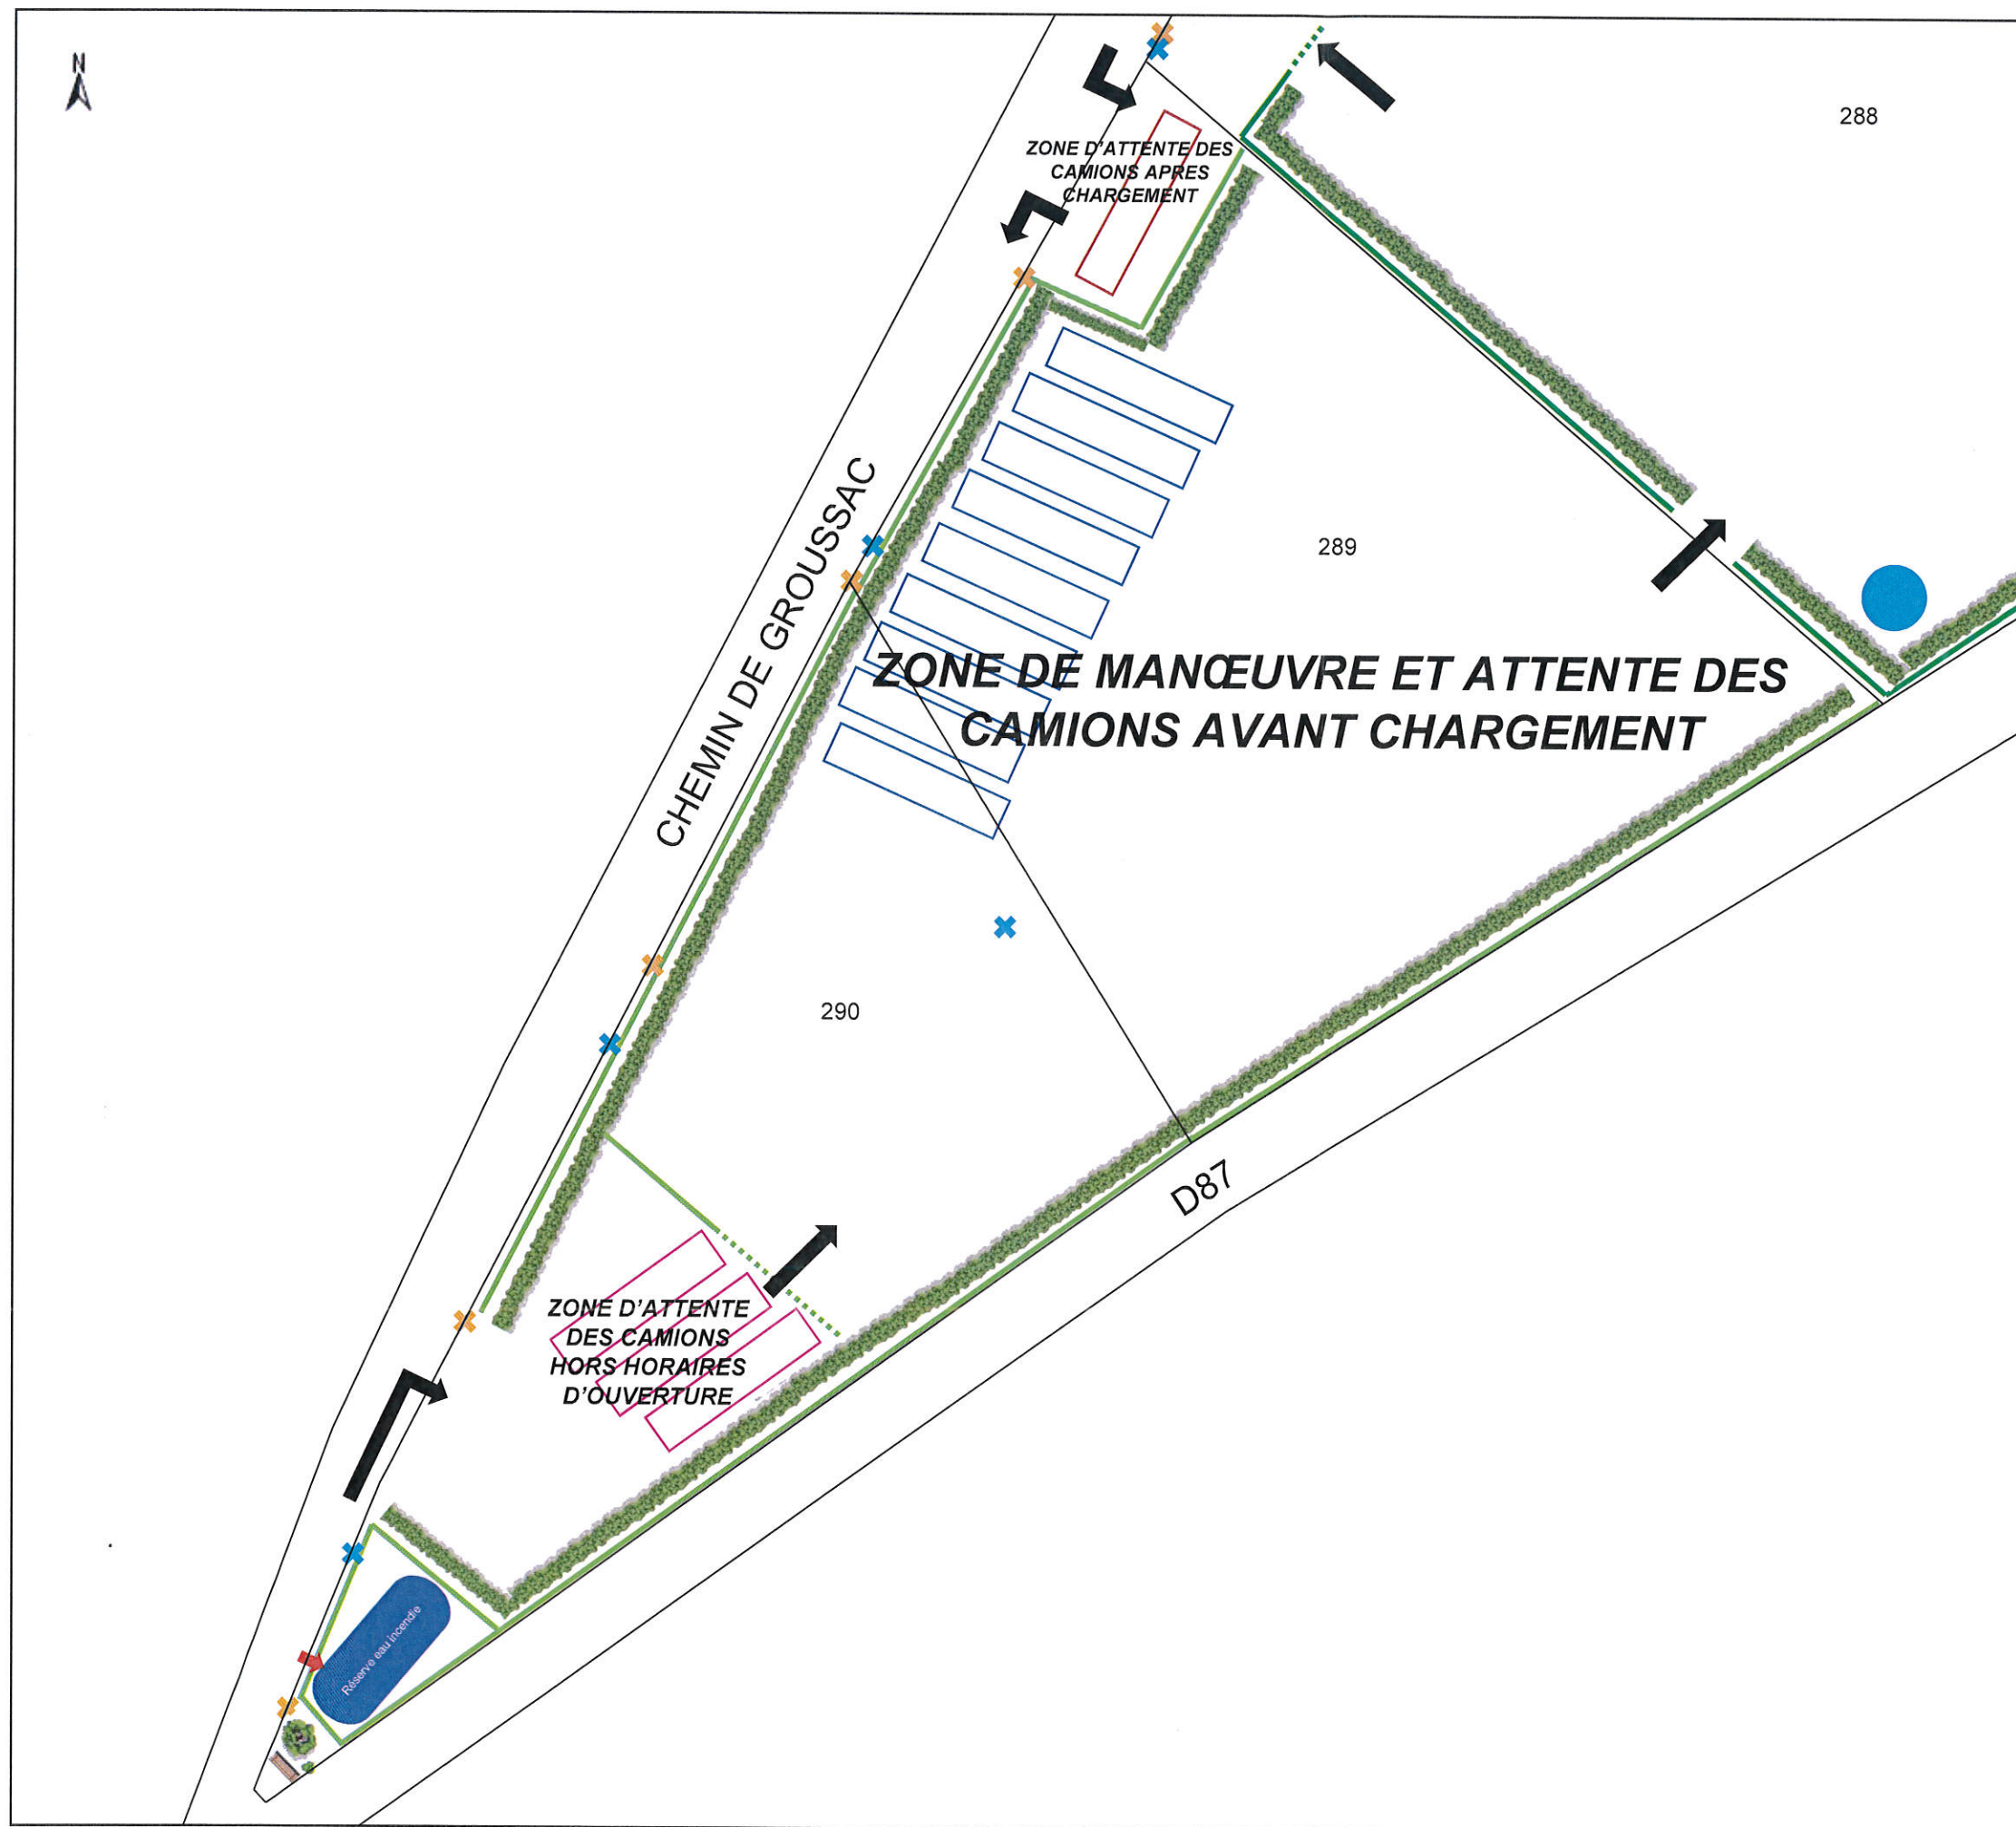 N
288
ZONE D'ATTENTE DES
CAMIONS APRES
CHARGEMENT
CHEMIN DE GROUSSAC
289
ZONE DE MANŒUVRE ET ATTENTE DES
CAMIONS AVANT CHARGEMENT
290
D87
ZONE D'ATTENTE
DES CAMIONS
HORS HORAIRES
D'OUVERTURE
Réserve eau incendie